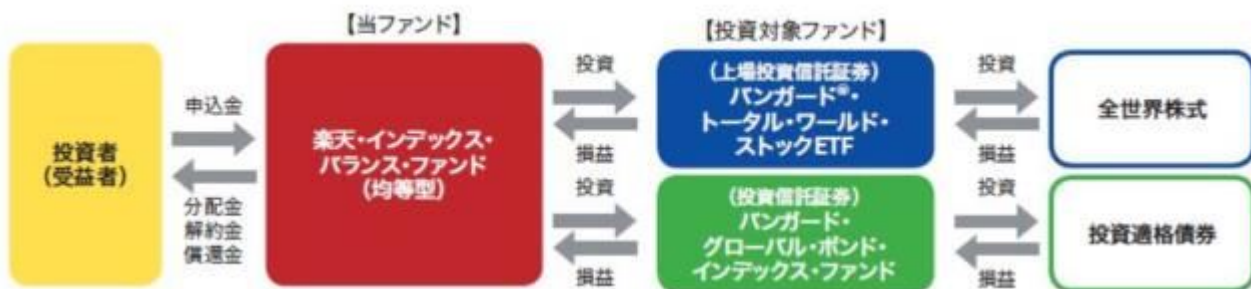 【当ファンド】
【投資対象ファンド】
投資者
(受益者)
申込金
分配金
解約金
償還金
楽天・インデックス・
バランス・ファンド
(均等型)
投資
損益
投資
損益
(上場投資信託証券)
バンガード®・
トータル・ワールド・
ストックETF
(投資信託証券)
バンガード・
グローバル・ボンド・
インデックス・ファンド
投資
損益
投資
損益
全世界株式
投資適格債券